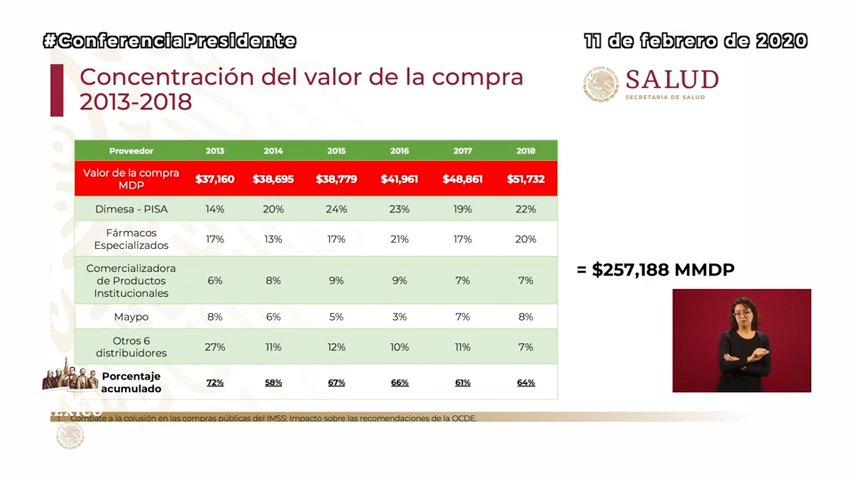 #ConferenciaPresidente
11 de febrero de 2020
Concentración del valor de la compra
2013-2018
SALUD
SECRETARÍA DE SALUD
Proveedor 2013 2014 2015 2016 2017 2018
Valor de la compra
MDP
$37,160 $38,695 $38,779 $41,961 $48,861 $51,732
Dimesa - PISA 14% 20% 24% 23% 19% 22%
Fármacos
Especializados
17% 13% 17% 21% 17% 20%
Comercializadora
de Productos
Institucionales
6% 8% 9% 9% 7% 7%
Maypo 8% 6% 5% 3% 7% 8%
Otros 6
distribuidores
27% 11% 12% 10% 11% 7%
Porcentaje
acumulado
72% 58% 67% 66% 61% 64%
= $257,188 MMDP
MÉXICO
Combate a la colusión en las compras públicas del IMSS: Impacto sobre las recomendaciones de la OCDE.